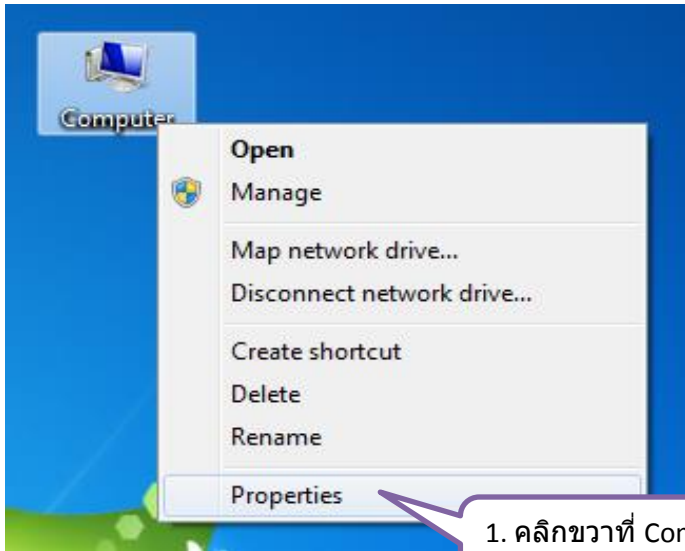 Computer
Open
Manage
Map network drive...
Disconnect network drive...
Create shortcut
Delete
Rename
Properties
1. คลิกขวาที่